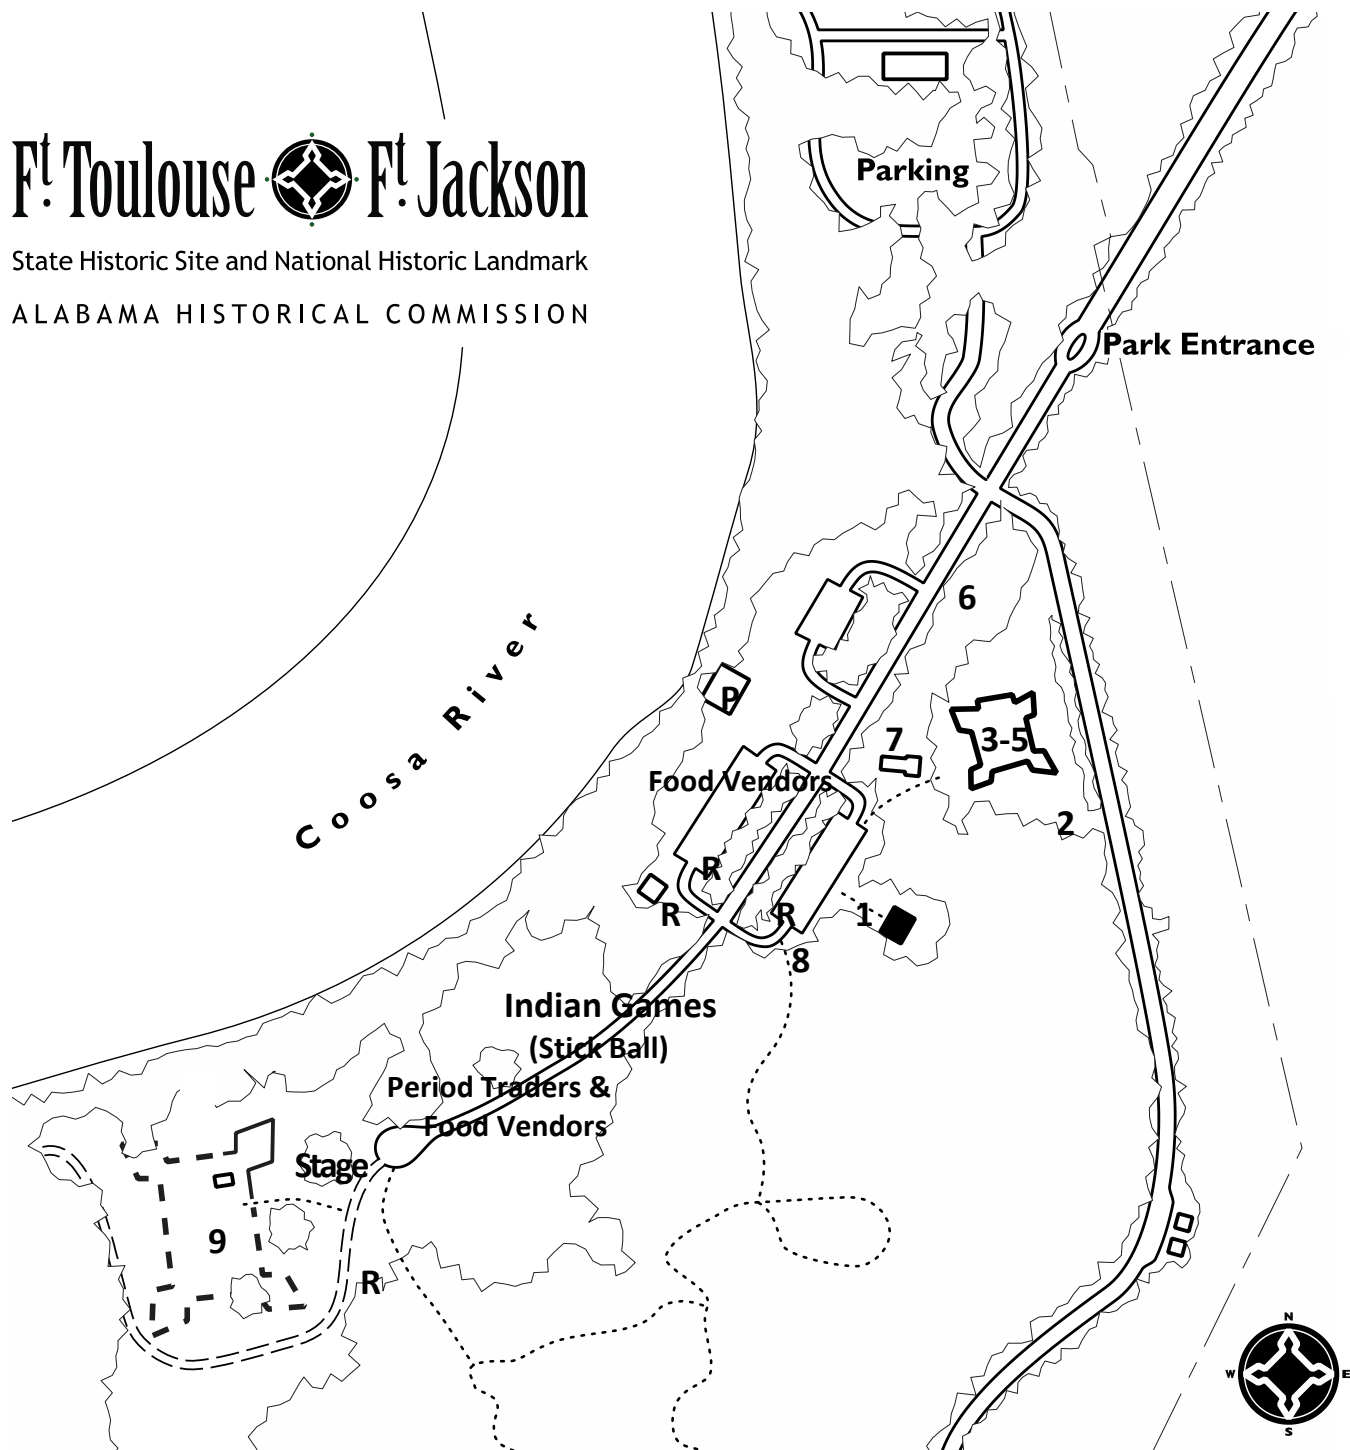 Ft. Toulouse Ft. Jackson
State Historic Site and National Historic Landmark
ALABAMA HISTORICAL COMMISSION
Parking
Park Entrance
6
Coosa River
P
7
3-5
Food Vendors
2
R
R
R
1
8
Indian Games
(Stick Ball)
Period Traders &
Food Vendors
Stage
9
R
N
W
E
S